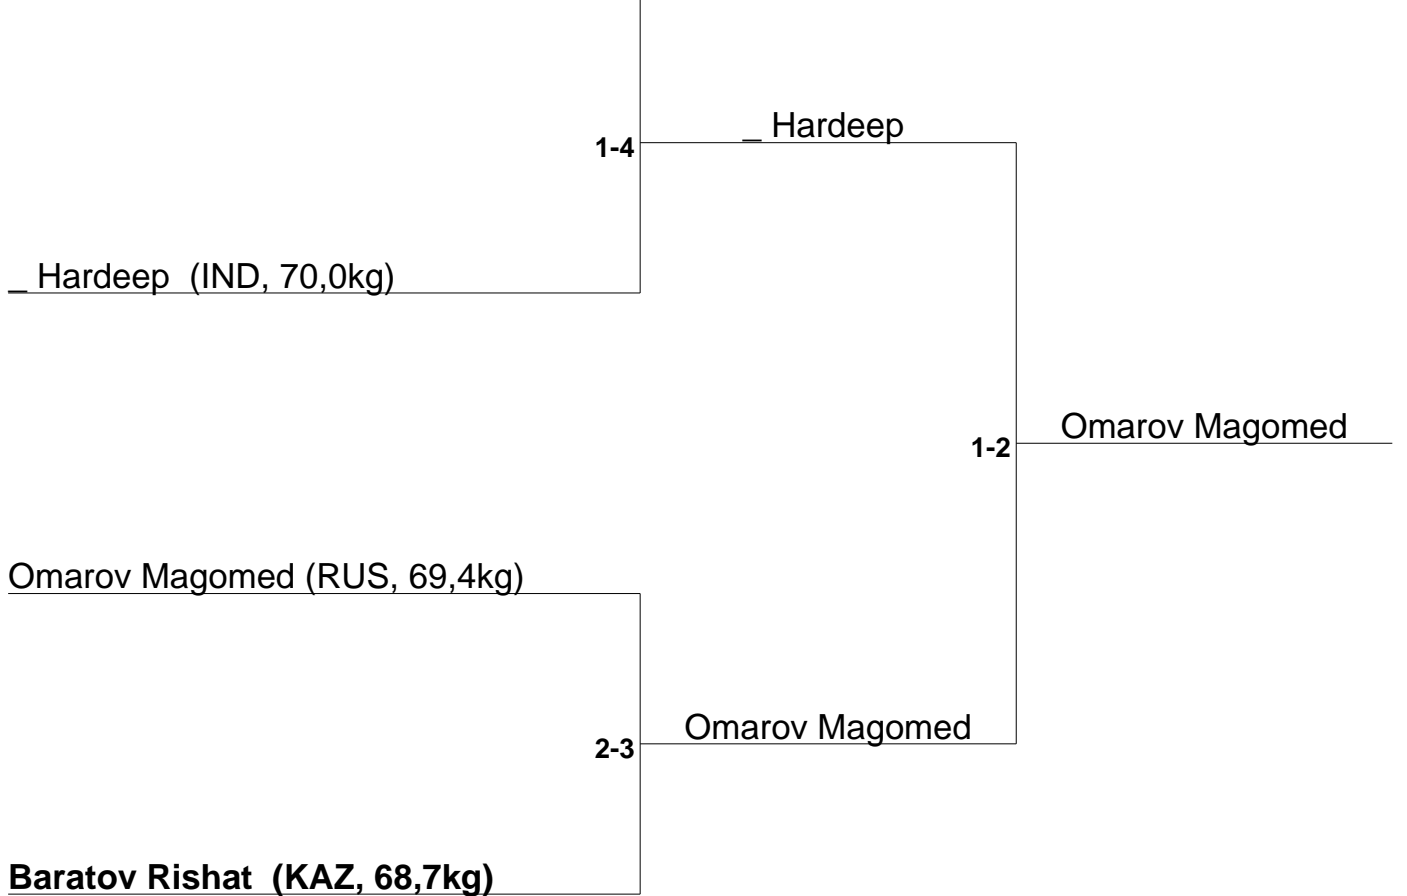 _ Hardeep
1-4
_ Hardeep  (IND, 70,0kg)
Omarov Magomed
1-2
Omarov Magomed (RUS, 69,4kg)
Omarov Magomed
2-3
Baratov Rishat  (KAZ, 68,7kg)